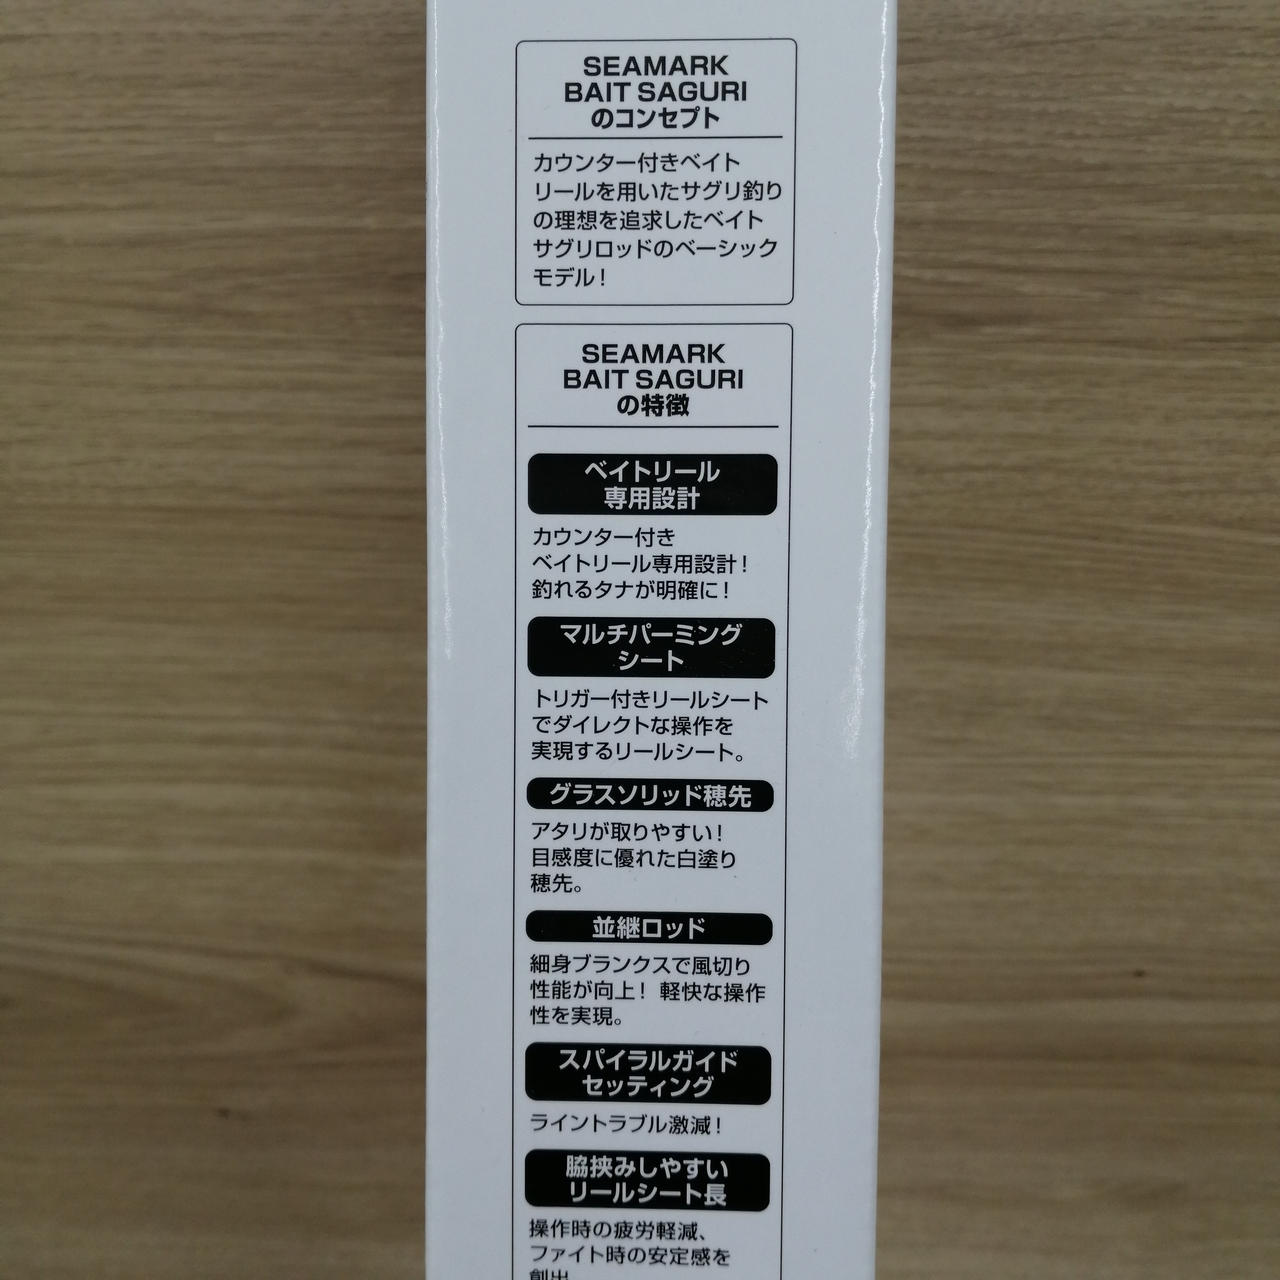 SEAMARK
BAIT SAGURI
のコンセプト
カウンター付きベイト
リールを用いたサグリ釣り
の理想を追求したベイト
サグリロッドのベーシック
モデル！
SEAMARK
BAIT SAGURI
の特徴
ベイトリール
専用設計
カウンター付き
ベイトリール専用設計！
釣れるタナが明確に！
マルチパーミング
シート
トリガー付きリールシート
でダイレクトな操作を
実現するリールシート。
グラスソリッド穂先
アタリが取りやすい！
目感度に優れた白塗り
穂先。
並継ロッド
細身ブランクスで風切り
性能が向上！ 軽快な操作
性を実現。
スパイラルガイド
セッティング
ライントラブル激減！
脇挟みしやすい
リールシート長
操作時の疲労軽減、
ファイト時の安定感を
創出